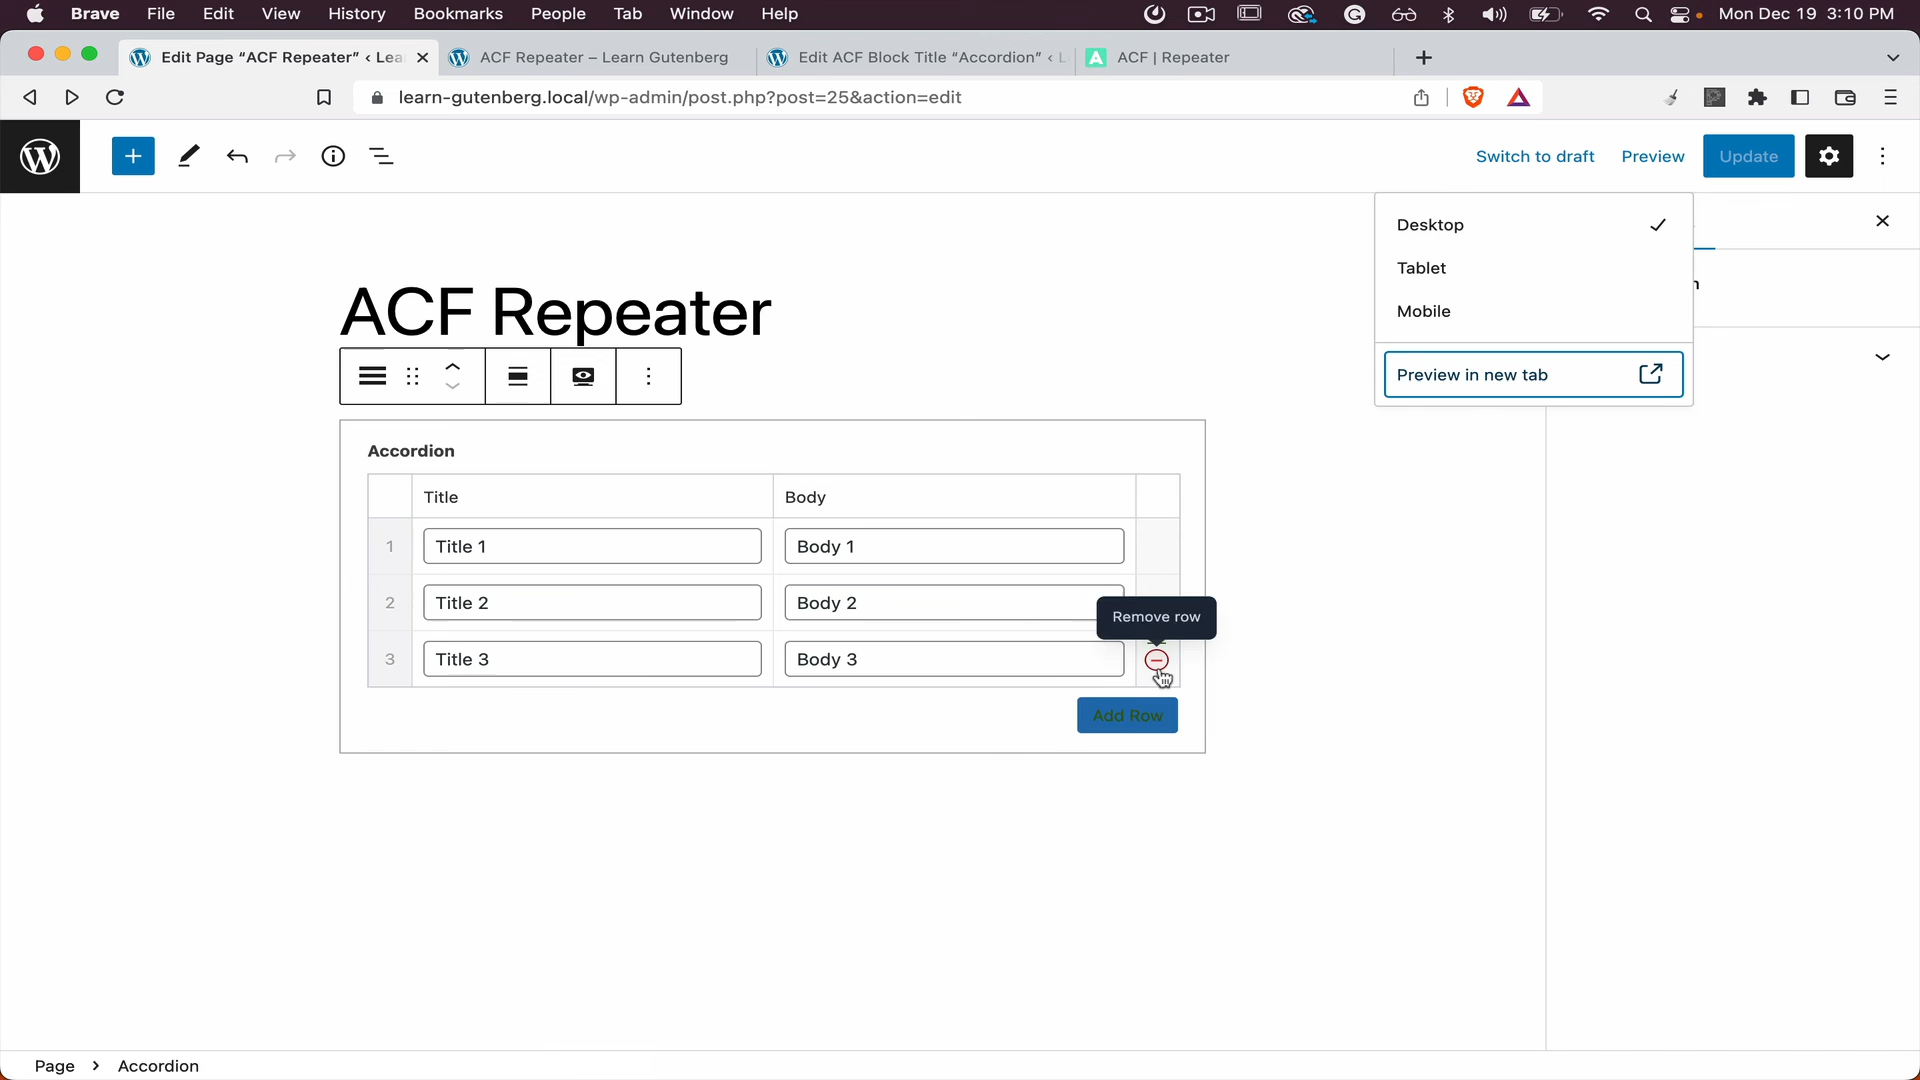 Brave File Edit View History Bookmarks People Tab Window Help Mon Dec 19 3:10 PM
Edit Page “ACF Repeater” ‹ Lea
ACF Repeater – Learn Gutenberg
Edit ACF Block Title “Accordion” ‹ L
ACF | Repeater
learn-gutenberg.local/wp-admin/post.php?post=25&action=edit
Switch to draft Preview Update
Desktop
Tablet
Mobile
Preview in new tab
n
ACF Repeater
Accordion
Title Body
1 Title 1 Body 1
2 Title 2 Body 2
Remove row
3 Title 3 Body 3
Add Row
Page > Accordion